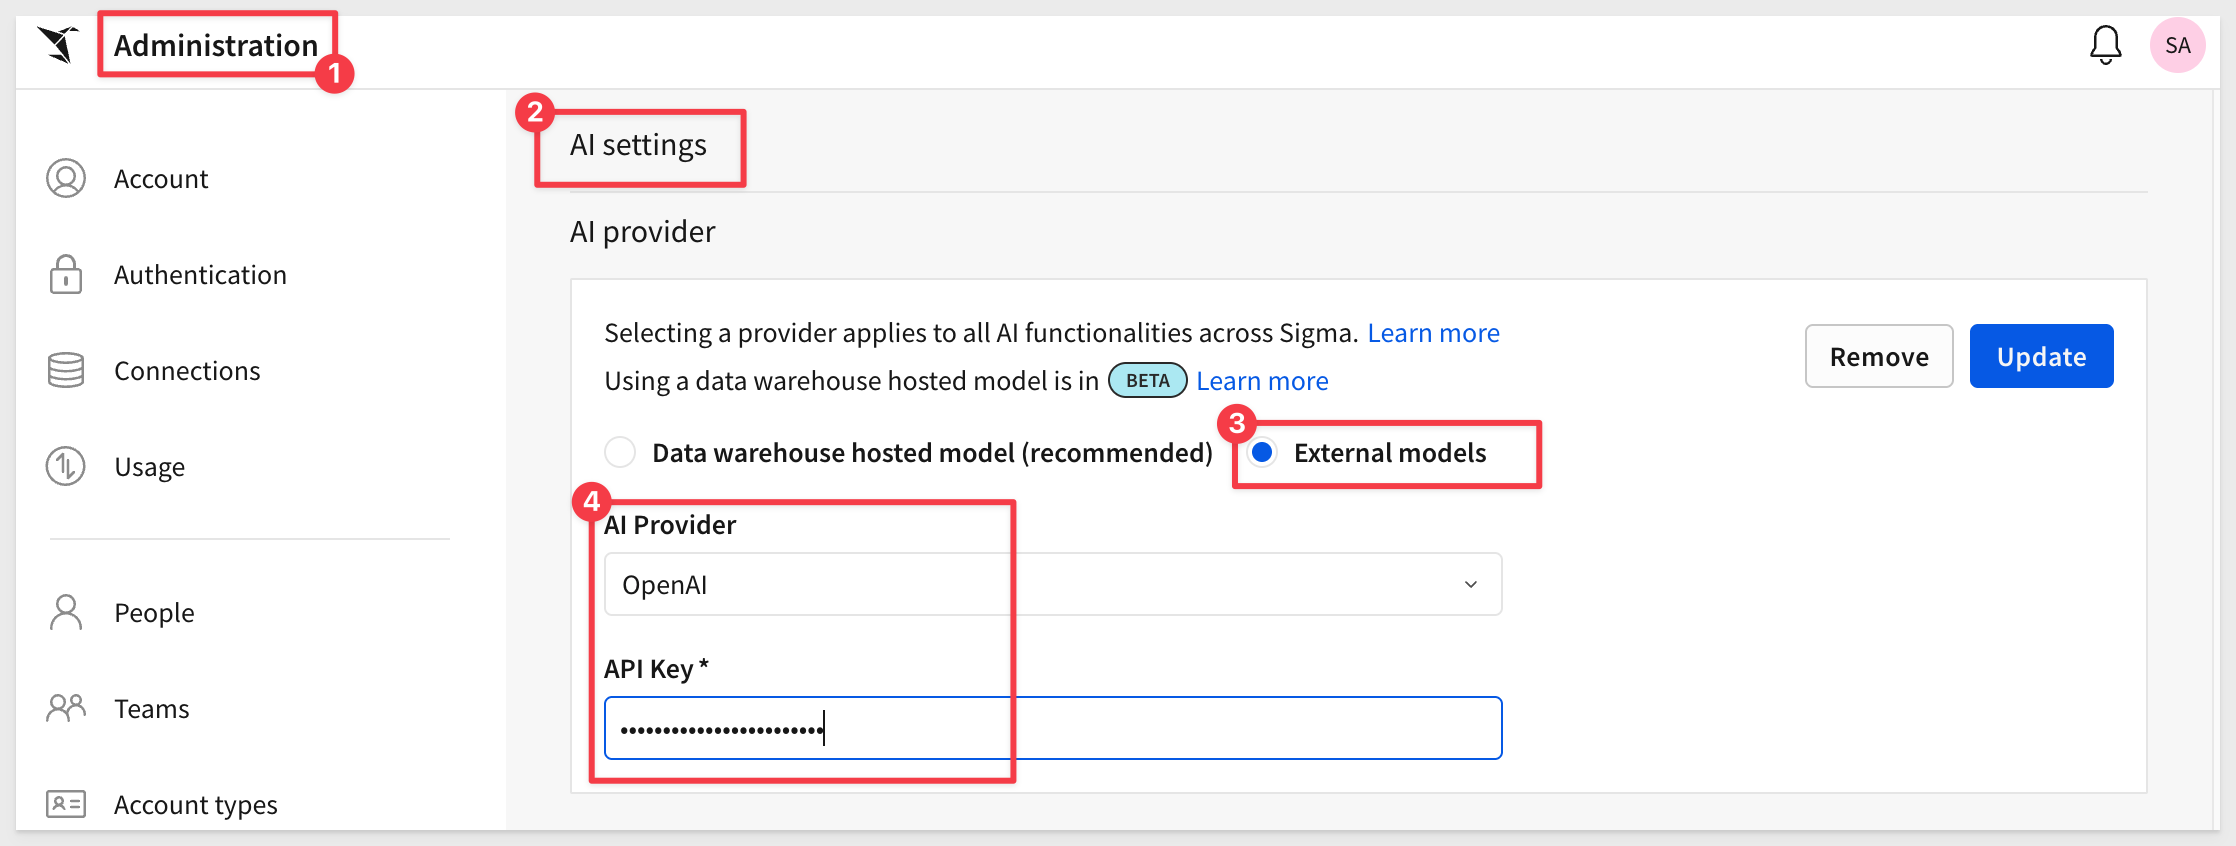 Administration
1
SA
Account
Authentication
Connections
Usage
People
Teams
Account types
2
AI settings
AI provider
Selecting a provider applies to all AI functionalities across Sigma. Learn more
Using a data warehouse hosted model is in BETA Learn more
Remove
Update
Data warehouse hosted model (recommended)
3
External models
4
AI Provider
OpenAI
API Key *
••••••••••••••••••••••••